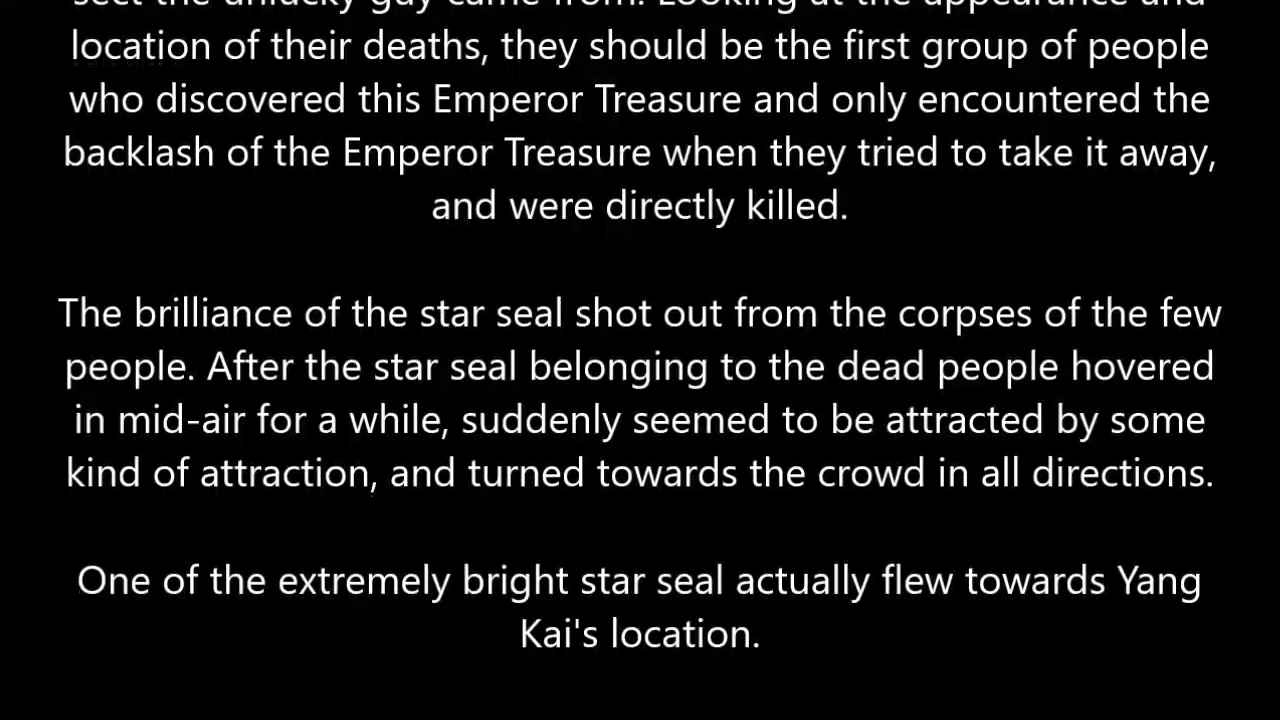 sect the unlucky guy came from. Looking at the appearance and
location of their deaths, they should be the first group of people
who discovered this Emperor Treasure and only encountered the
backlash of the Emperor Treasure when they tried to take it away,
and were directly killed.
The brilliance of the star seal shot out from the corpses of the few
people. After the star seal belonging to the dead people hovered
in mid-air for a while, suddenly seemed to be attracted by some
kind of attraction, and turned towards the crowd in all directions.
One of the extremely bright star seal actually flew towards Yang
Kai's location.